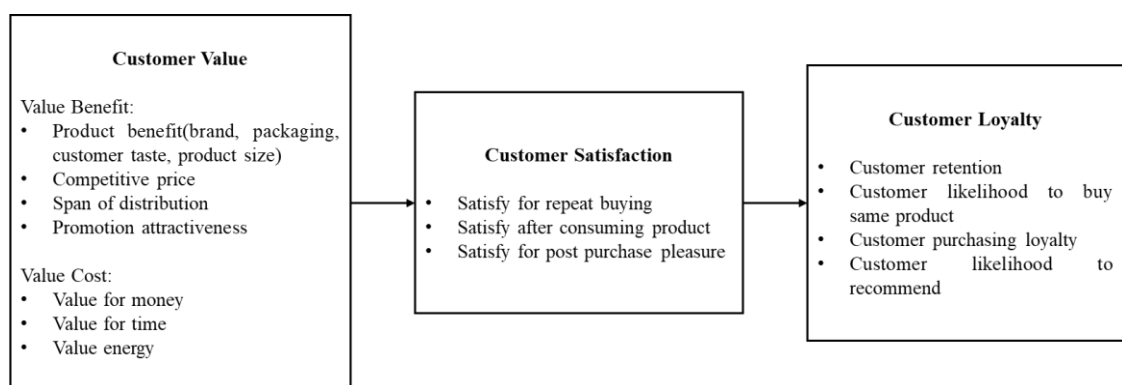 Customer Value
Value Benefit:
• Product benefit(brand, packaging,
customer taste, product size)
• Competitive price
• Span of distribution
• Promotion attractiveness
Value Cost:
• Value for money
• Value for time
• Value energy
Customer Satisfaction
• Satisfy for repeat buying
• Satisfy after consuming product
• Satisfy for post purchase pleasure
Customer Loyalty
• Customer retention
• Customer likelihood to buy
same product
• Customer purchasing loyalty
• Customer likelihood to
recommend